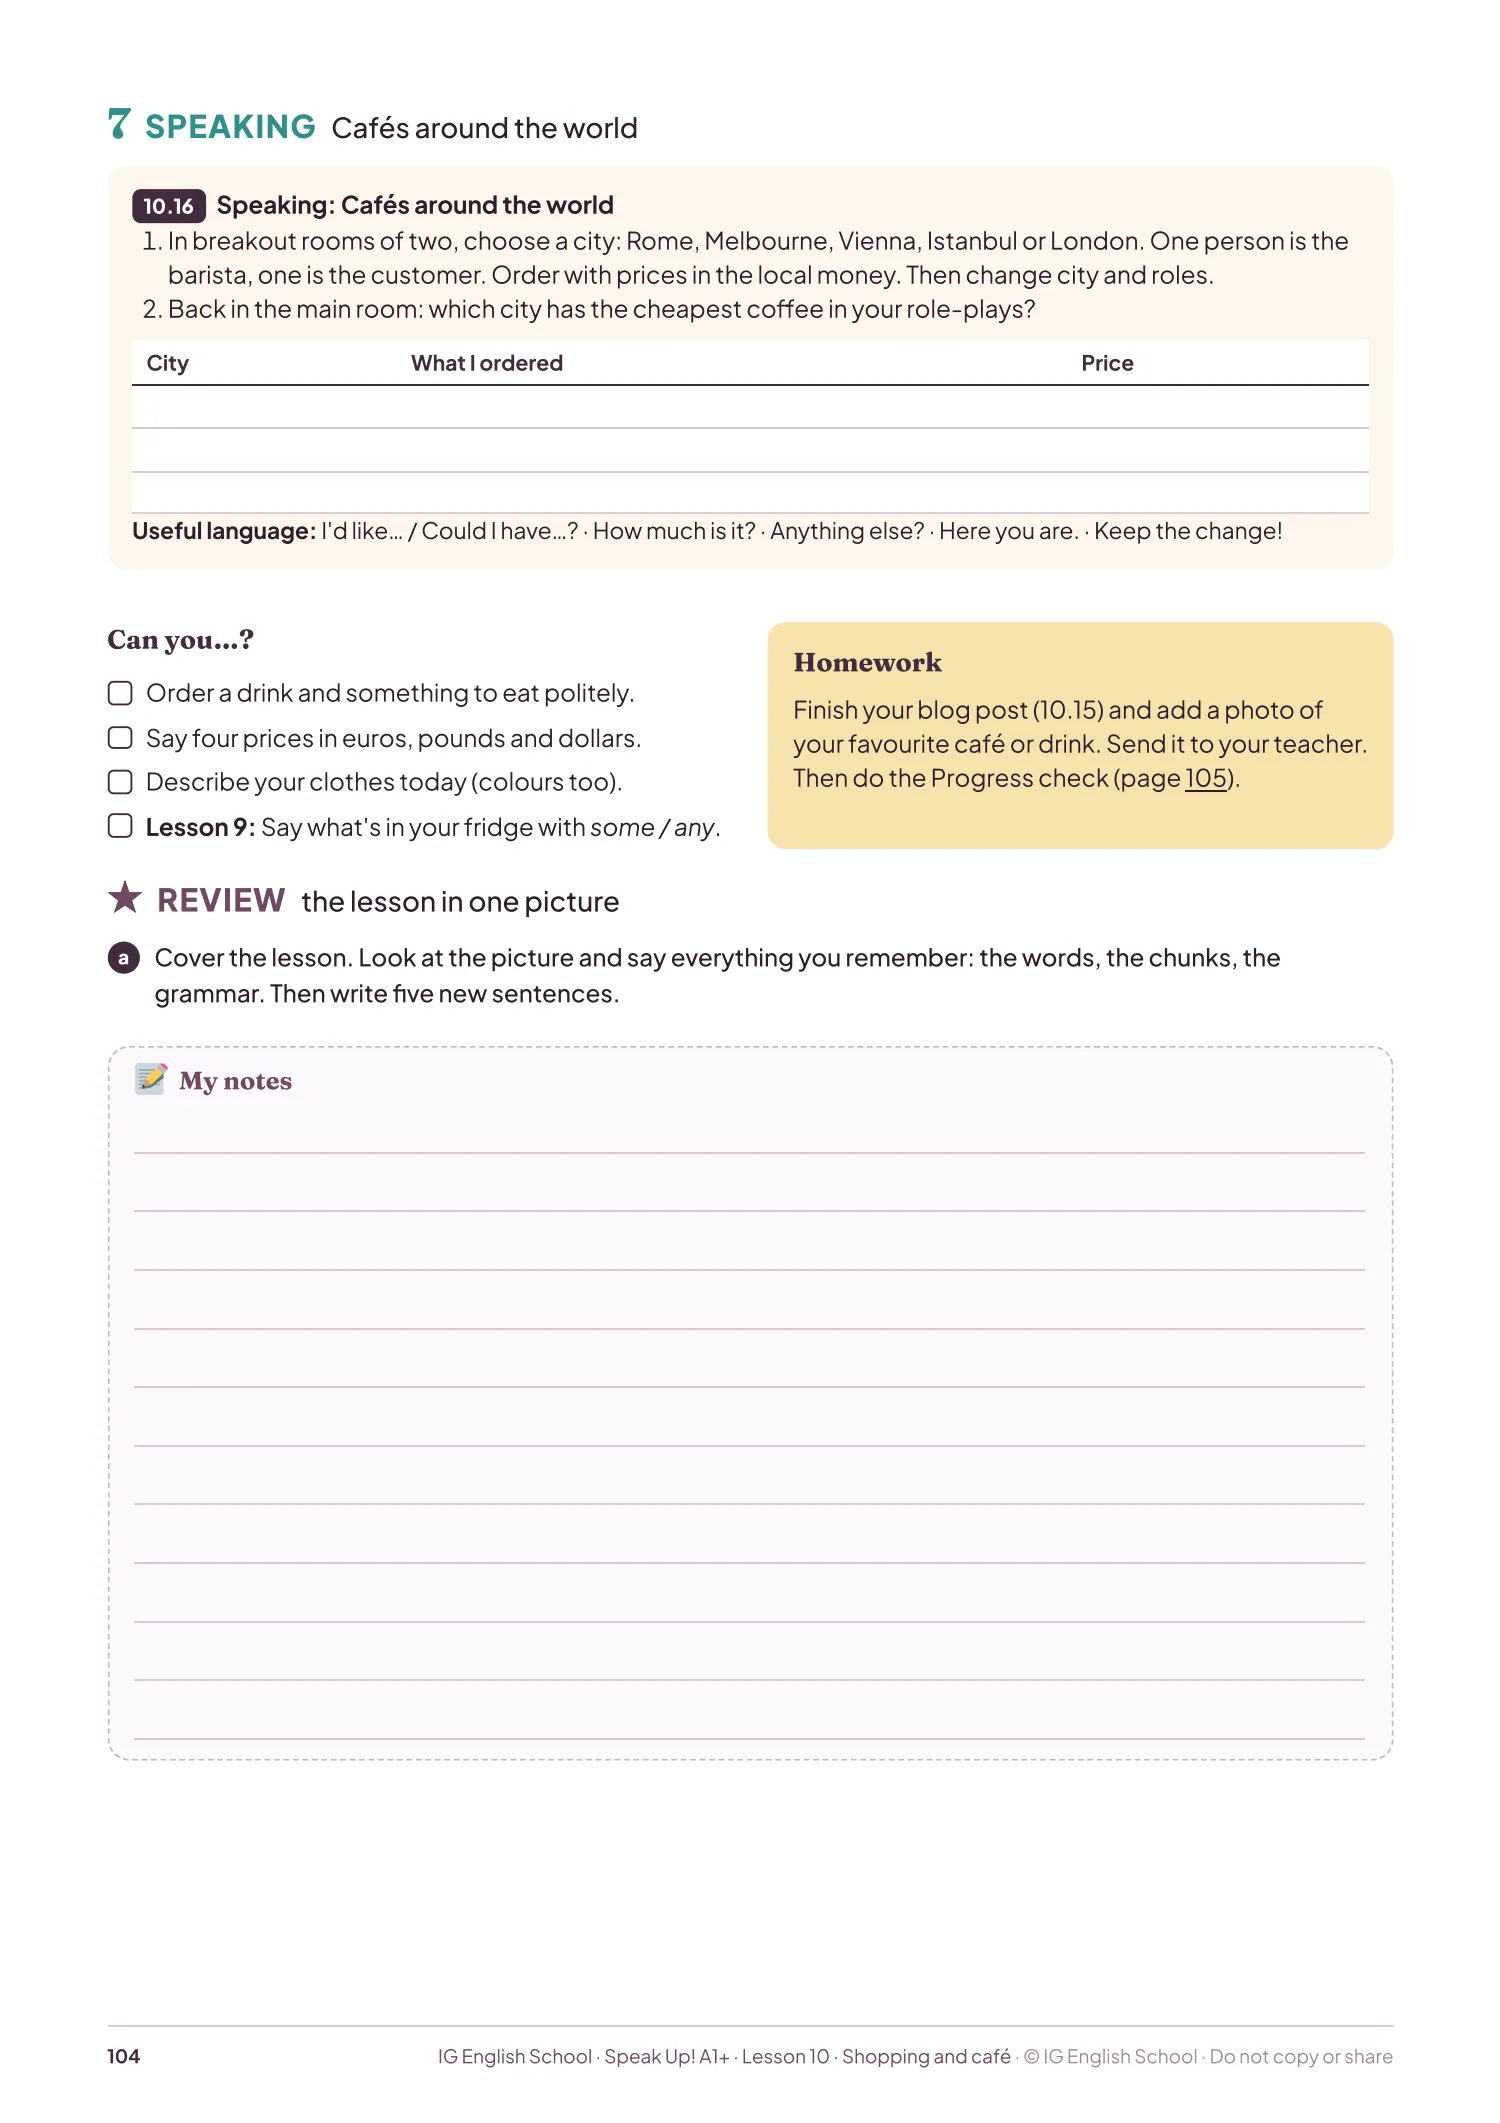 7 SPEAKING Cafés around the world
10.16 Speaking: Cafés around the world
1. In breakout rooms of two, choose a city: Rome, Melbourne, Vienna, Istanbul or London. One person is the
barista, one is the customer. Order with prices in the local money. Then change city and roles.
2. Back in the main room: which city has the cheapest coffee in your role-plays?
City What I ordered Price
Useful language: I'd like… / Could I have…? · How much is it? · Anything else? · Here you are. · Keep the change!
Can you…?
Order a drink and something to eat politely.
Say four prices in euros, pounds and dollars.
Describe your clothes today (colours too).
Lesson 9: Say what's in your fridge with some / any.
Homework
Finish your blog post (10.15) and add a photo of
your favourite café or drink. Send it to your teacher.
Then do the Progress check (page 105).
★ REVIEW the lesson in one picture
a Cover the lesson. Look at the picture and say everything you remember: the words, the chunks, the
grammar. Then write five new sentences.
📝 My notes
104 IG English School · Speak Up! A1+ · Lesson 10 · Shopping and café · © IG English School · Do not copy or share